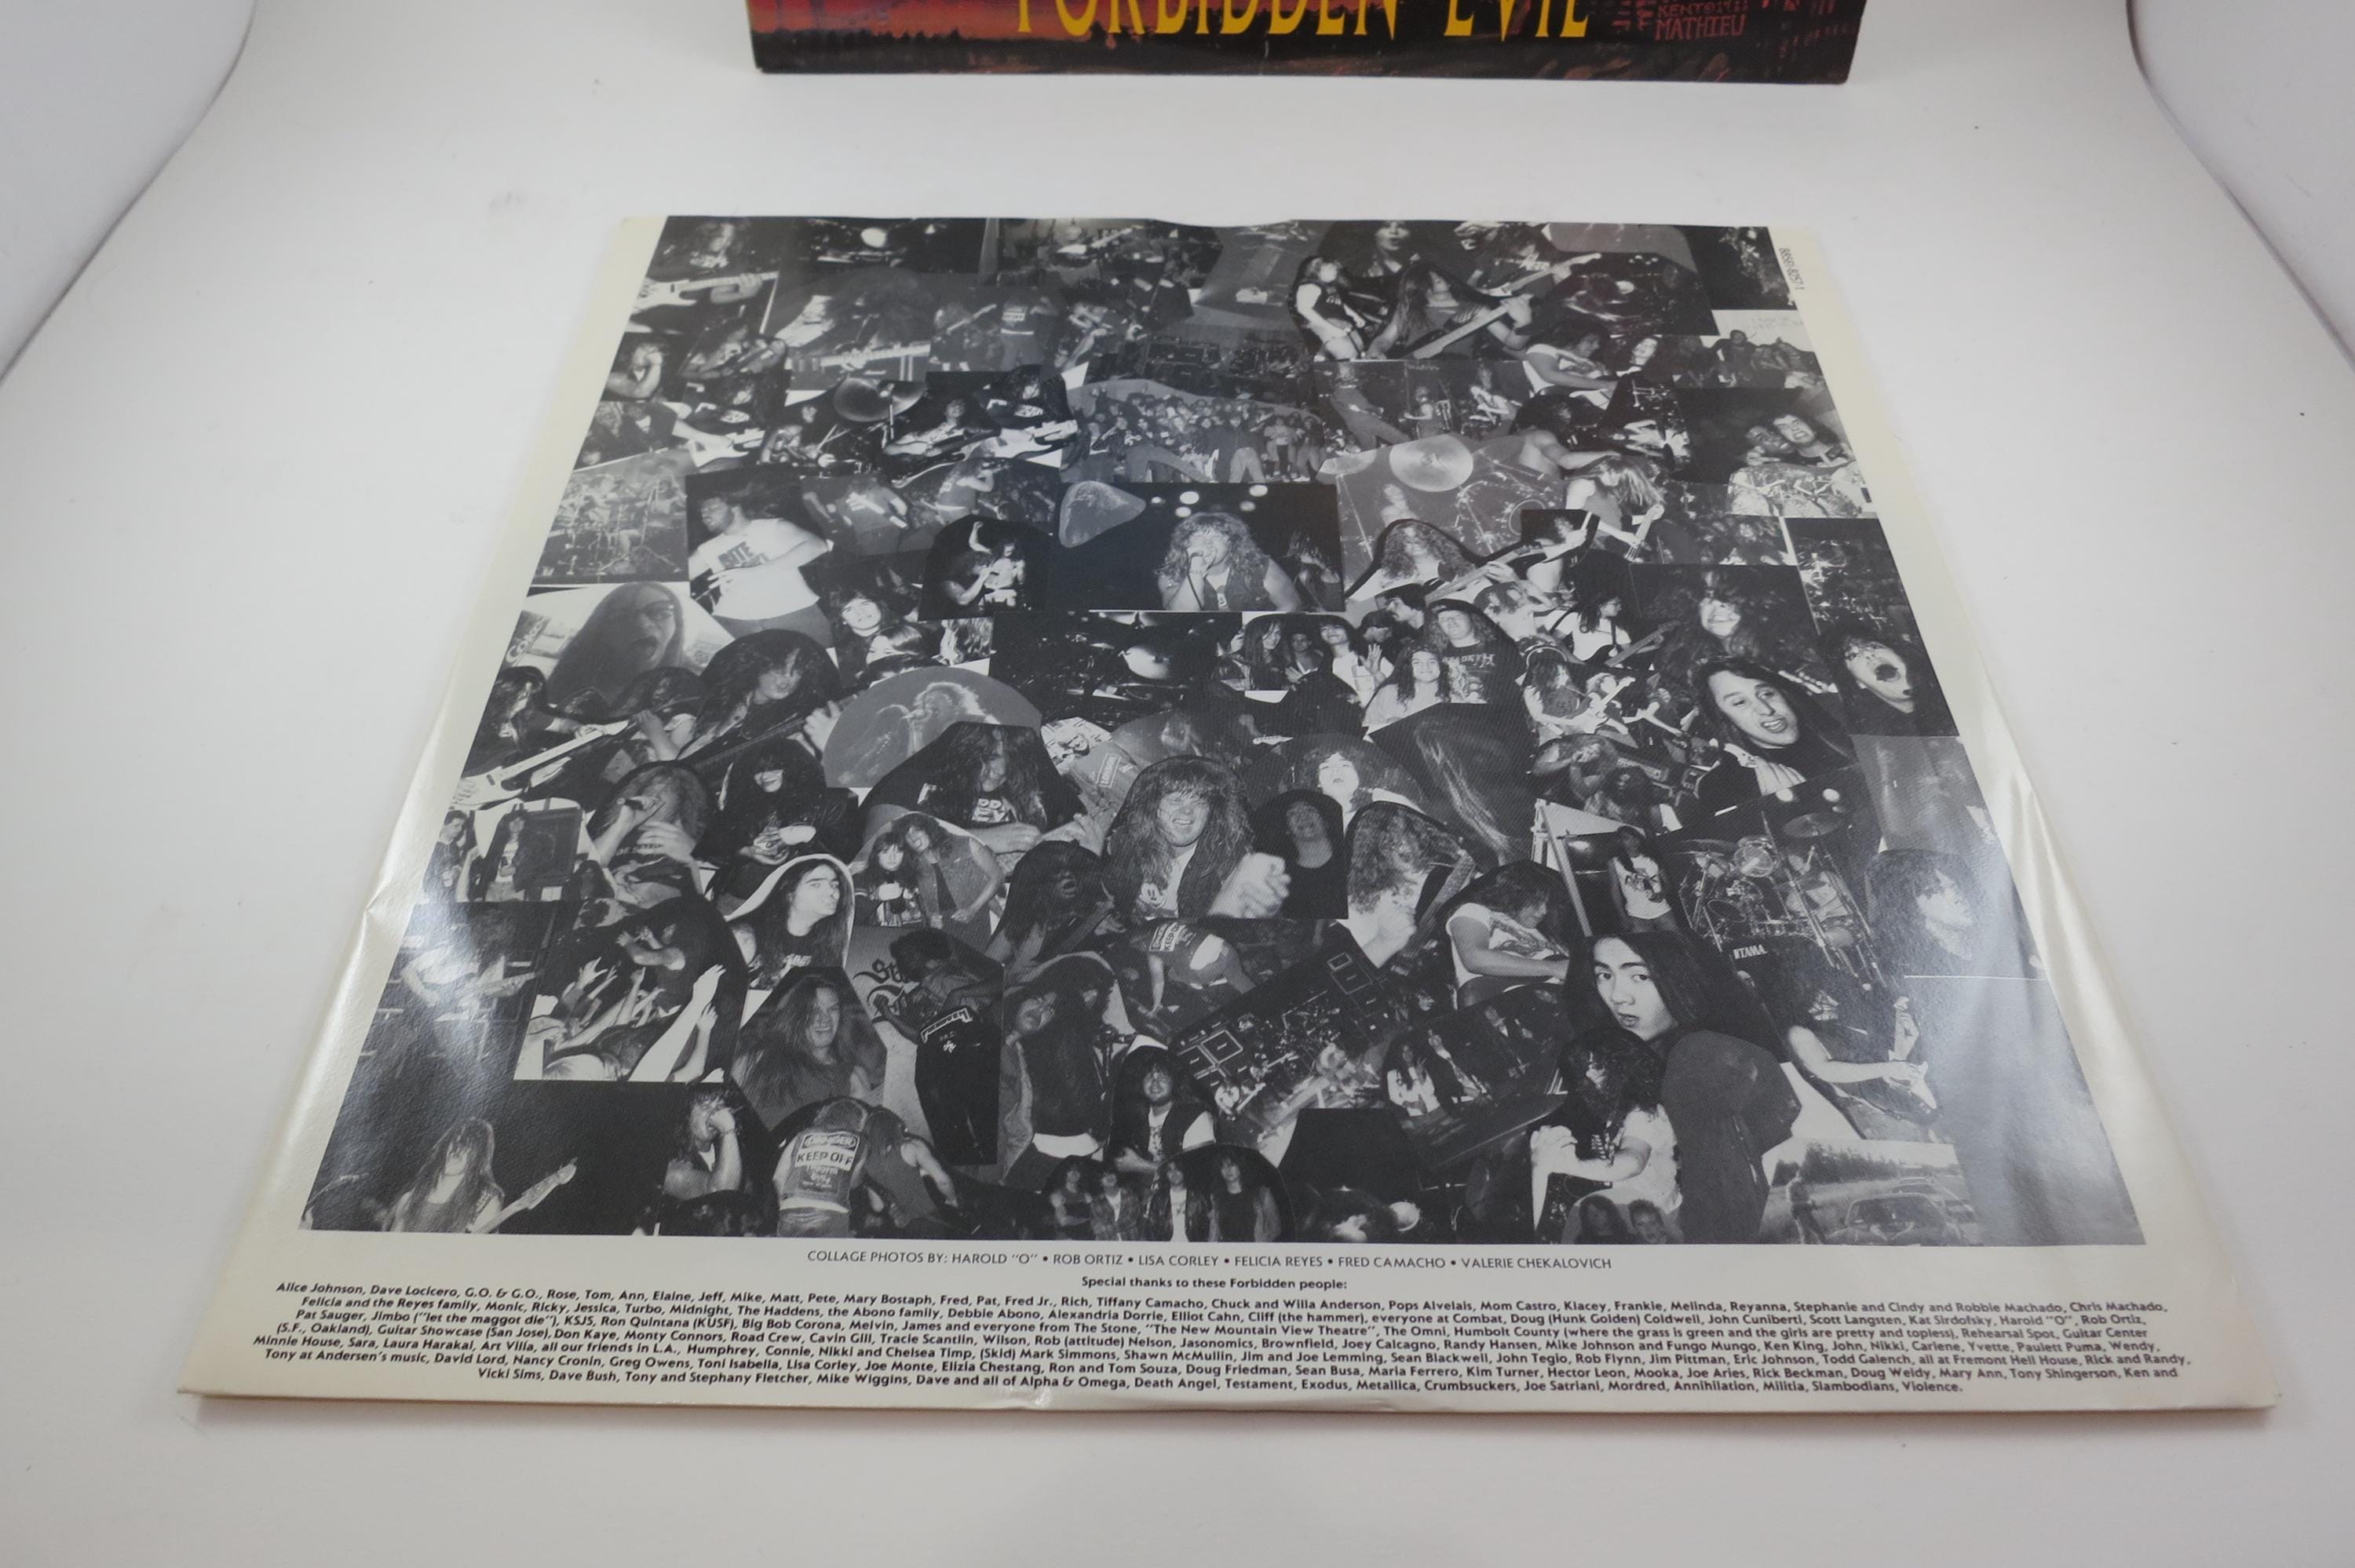 FORBIDDEN EVIL
KENT
MATHIEU
8856-8257-1
BITE
TAMA
DANGER
KEEP OFF
COLLAGE PHOTOS BY: HAROLD "O" • ROB ORTIZ • LISA CORLEY • FELICIA REYES • FRED CAMACHO • VALERIE CHEKALOVICH
Special thanks to these Forbidden people:
Alice Johnson, Dave Locicero, G.O. & G.O., Rose, Tom, Ann, Elaine, Jeff, Mike, Matt, Pete, Mary Bostaph, Fred, Pat, Fred Jr., Rich, Tiffany Camacho, Chuck and Willa Anderson, Pops Alvelais, Mom Castro, Klacey, Frankie, Melinda, Reyanna, Stephanie and Cindy and Robbie Machado, Chris Machado,
Felicia and the Reyes family, Monic, Ricky, Jessica, Turbo, Midnight, The Haddens, the Abono family, Debbie Abono, Alexandria Dorrie, Elliot Cahn, Cliff (the hammer), everyone at Combat, Doug (Hunk Golden) Coldwell, John Cuniberti, Scott Langsten, Kat Sirdofsky, Harold "O", Rob Ortiz,
Pat Sauger, Jimbo ("let the maggot die"), KSJS, Ron Quintana (KUSF), Big Bob Corona, Melvin, James and everyone from The Stone, "The New Mountain View Theatre", The Omni, Humbolt County (where the grass is green and the girls are pretty and topless), Rehearsal Spot, Guitar Center
(S.F., Oakland), Guitar Showcase (San Jose), Don Kaye, Monty Connors, Road Crew, Cavin Gill, Tracie Scantlin, Wilson, Rob (attitude) Nelson, Jasonomics, Brownfield, Joey Calcagno, Randy Hansen, Mike Johnson and Fungo Mungo, Ken King, John, Nikki, Carlene, Yvette, Paulett Puma, Wendy,
Minnie House, Sara, Laura Harakal, Art Villa, all our friends in L.A., Humphrey, Connie, Nikki and Chelsea Timp, (Skid) Mark Simmons, Shawn McMullin, Jim and Joe Lemming, Sean Blackwell, John Tegio, Rob Flynn, Jim Pittman, Eric Johnson, Todd Galench, all at Fremont Hell House, Rick and Randy,
Tony at Andersen's music, David Lord, Nancy Cronin, Greg Owens, Toni Isabella, Lisa Corley, Joe Monte, Elizia Chestang, Ron and Tom Souza, Doug Friedman, Sean Busa, Maria Ferrero, Kim Turner, Hector Leon, Mooka, Joe Aries, Rick Beckman, Doug Weldy, Mary Ann, Tony Shingerson, Ken and
Vicki Sims, Dave Bush, Tony and Stephany Fletcher, Mike Wiggins, Dave and all of Alpha & Omega, Death Angel, Testament, Exodus, Metallica, Crumbsuckers, Joe Satriani, Mordred, Annihilation, Militia, Slambodians, Violence.